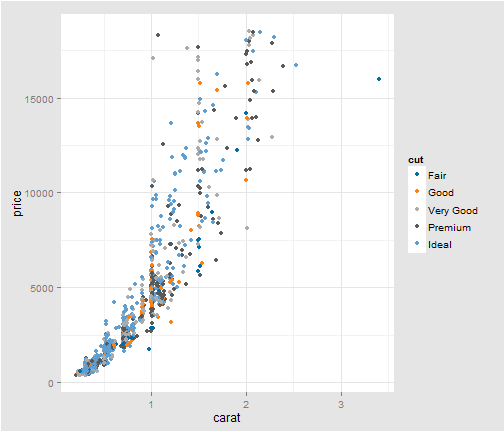 15000
10000
5000
0
price
1
2
3
carat
cut
Fair
Good
Very Good
Premium
Ideal